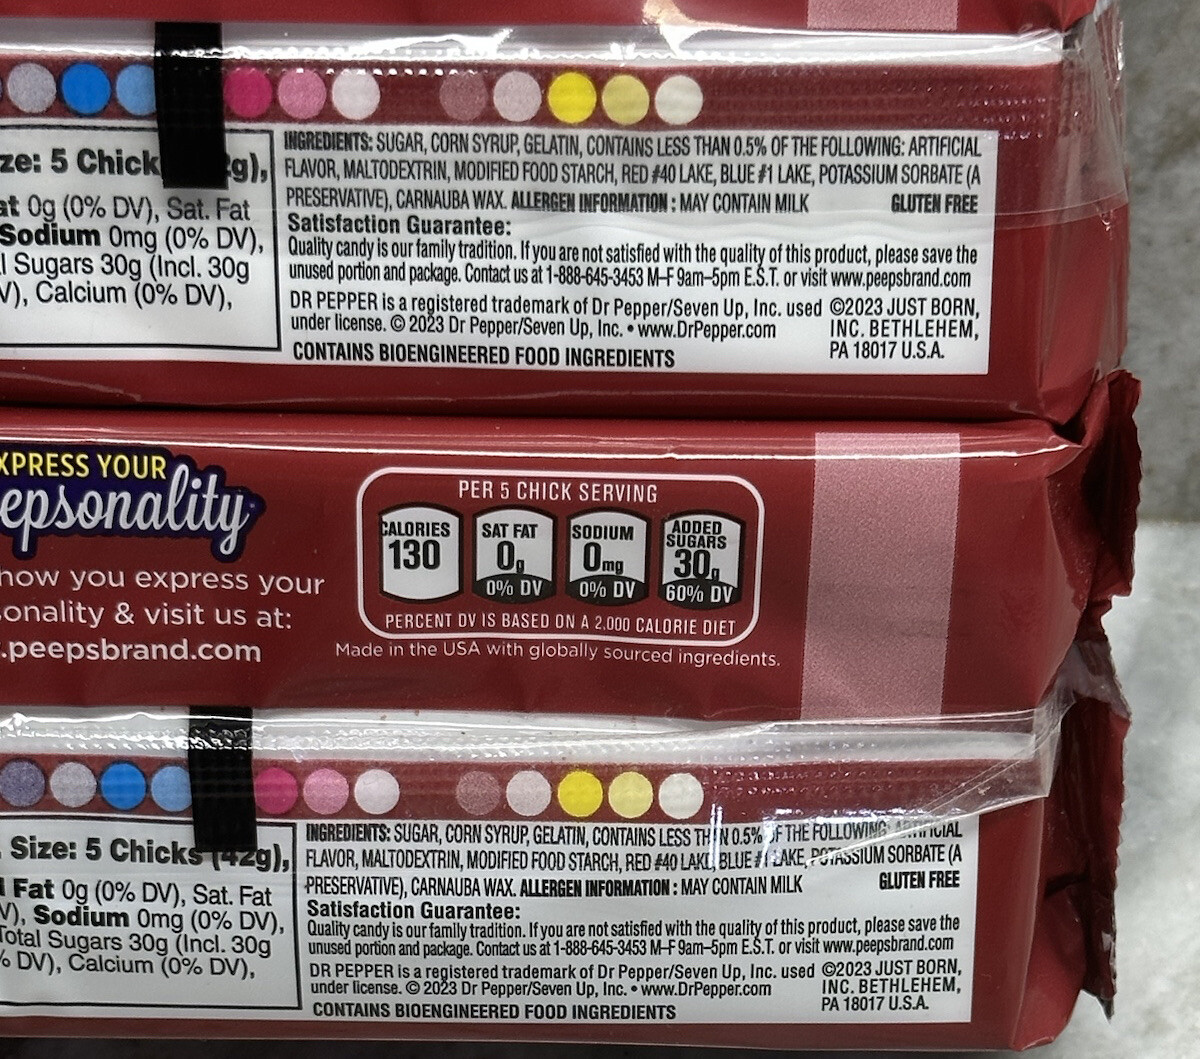 ze: 5 Chick g),
at 0g (0% DV), Sat. Fat
Sodium 0mg (0% DV),
l Sugars 30g (Incl. 30g
V), Calcium (0% DV),
INGREDIENTS: SUGAR, CORN SYRUP, GELATIN, CONTAINS LESS THAN 0.5% OF THE FOLLOWING: ARTIFICIAL
FLAVOR, MALTODEXTRIN, MODIFIED FOOD STARCH, RED #40 LAKE, BLUE #1 LAKE, POTASSIUM SORBATE (A
PRESERVATIVE), CARNAUBA WAX. ALLERGEN INFORMATION : MAY CONTAIN MILK GLUTEN FREE
Satisfaction Guarantee:
Quality candy is our family tradition. If you are not satisfied with the quality of this product, please save the
unused portion and package. Contact us at 1-888-645-3453 M–F 9am–5pm E.S.T. or visit www.peepsbrand.com
DR PEPPER is a registered trademark of Dr Pepper/Seven Up, Inc. used
under license. © 2023 Dr Pepper/Seven Up, Inc. • www.DrPepper.com
CONTAINS BIOENGINEERED FOOD INGREDIENTS
©2023 JUST BORN,
INC. BETHLEHEM,
PA 18017 U.S.A.
XPRESS YOUR
epsonality
how you express your
onality & visit us at:
.peepsbrand.com
PER 5 CHICK SERVING
CALORIES
130
SAT FAT
0g
0% DV
SODIUM
0mg
0% DV
ADDED
SUGARS
30g
60% DV
PERCENT DV IS BASED ON A 2,000 CALORIE DIET
Made in the USA with globally sourced ingredients.
Size: 5 Chicks (42g),
l Fat 0g (0% DV), Sat. Fat
V), Sodium 0mg (0% DV),
Total Sugars 30g (Incl. 30g
% DV), Calcium (0% DV),
INGREDIENTS: SUGAR, CORN SYRUP, GELATIN, CONTAINS LESS THAN 0.5% OF THE FOLLOWING: ARTIFICIAL
FLAVOR, MALTODEXTRIN, MODIFIED FOOD STARCH, RED #40 LAKE, BLUE #1 LAKE, POTASSIUM SORBATE (A
PRESERVATIVE), CARNAUBA WAX. ALLERGEN INFORMATION : MAY CONTAIN MILK GLUTEN FREE
Satisfaction Guarantee:
Quality candy is our family tradition. If you are not satisfied with the quality of this product, please save the
unused portion and package. Contact us at 1-888-645-3453 M–F 9am–5pm E.S.T. or visit www.peepsbrand.com
DR PEPPER is a registered trademark of Dr Pepper/Seven Up, Inc. used
under license. © 2023 Dr Pepper/Seven Up, Inc. • www.DrPepper.com
CONTAINS BIOENGINEERED FOOD INGREDIENTS
©2023 JUST BORN,
INC. BETHLEHEM,
PA 18017 U.S.A.